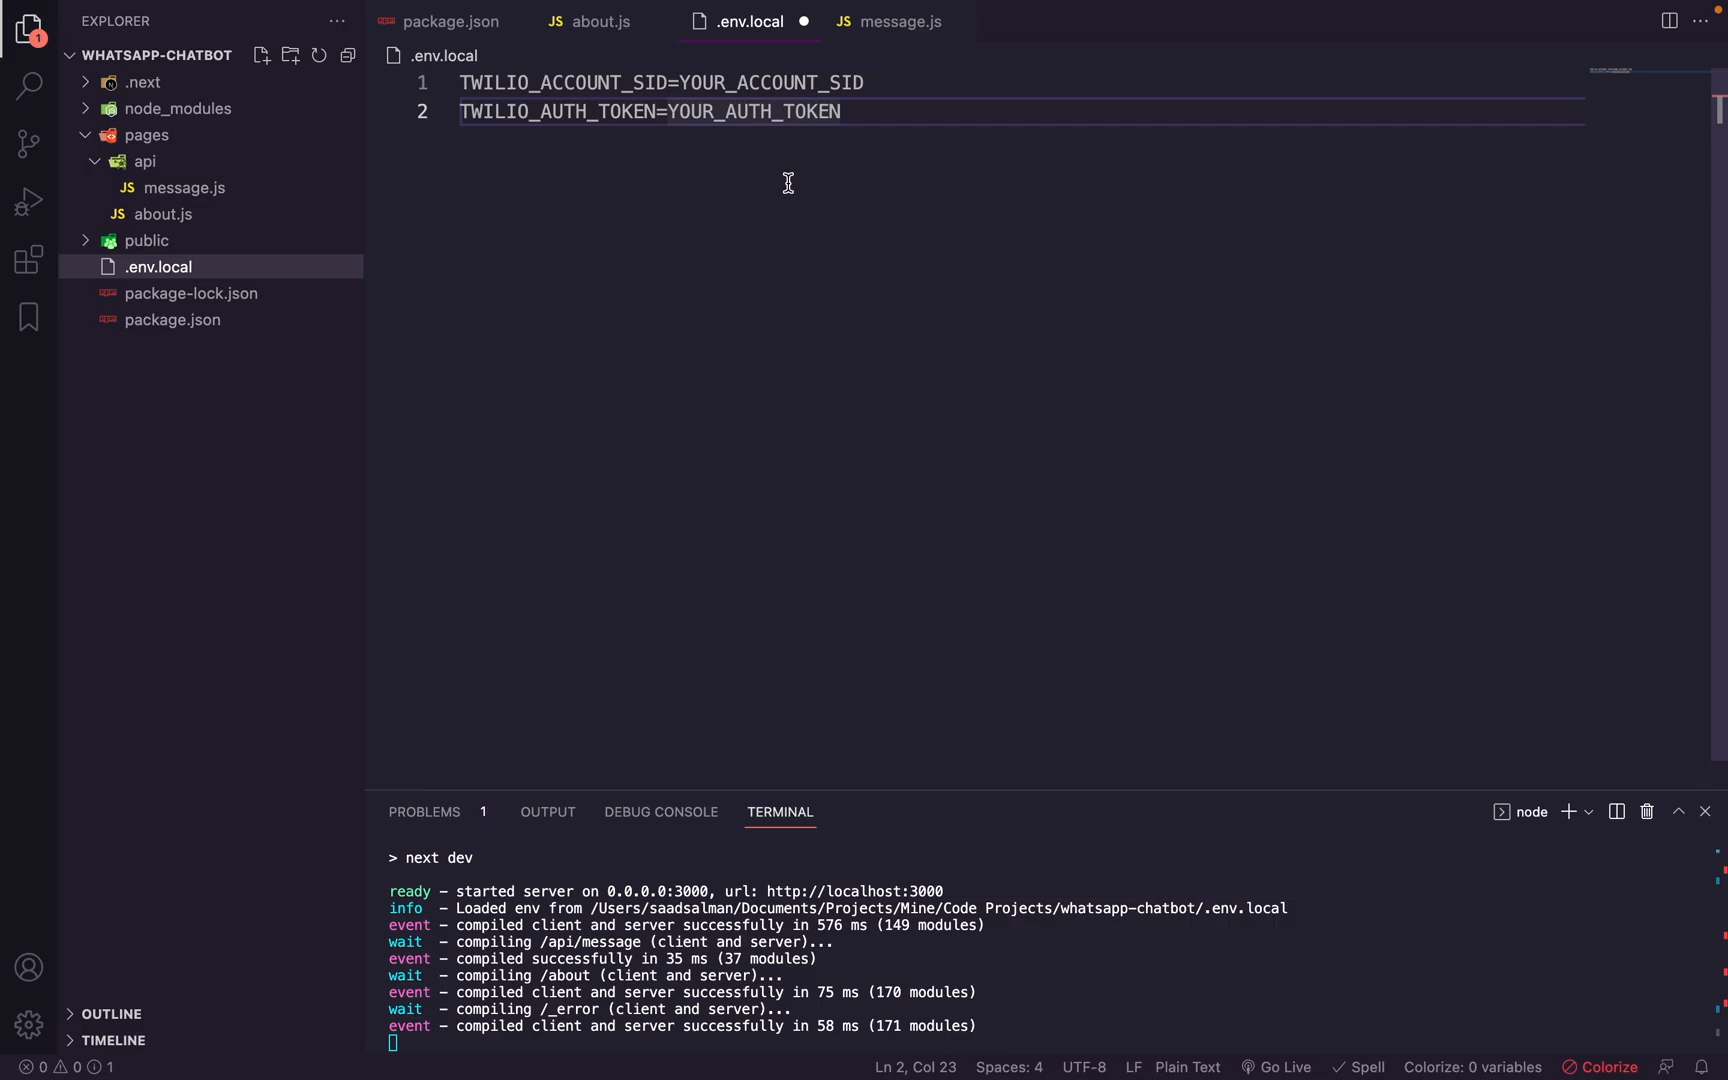 EXPLORER
WHATSAPP-CHATBOT
.next
node_modules
pages
api
JS message.js
JS about.js
public
.env.local
package-lock.json
package.json
OUTLINE
TIMELINE
1
package.json
JS about.js
.env.local
JS message.js
.env.local
1 TWILIO_ACCOUNT_SID=YOUR_ACCOUNT_SID
2 TWILIO_AUTH_TOKEN=YOUR_AUTH_TOKEN
PROBLEMS 1 OUTPUT DEBUG CONSOLE TERMINAL
node
> next dev
ready – started server on 0.0.0.0:3000, url: http://localhost:3000
info – Loaded env from /Users/saadsalman/Documents/Projects/Mine/Code Projects/whatsapp-chatbot/.env.local
event – compiled client and server successfully in 576 ms (149 modules)
wait – compiling /api/message (client and server)...
event – compiled successfully in 35 ms (37 modules)
wait – compiling /about (client and server)...
event – compiled client and server successfully in 75 ms (170 modules)
wait – compiling /_error (client and server)...
event – compiled client and server successfully in 58 ms (171 modules)
0 0 1
Ln 2, Col 23 Spaces: 4 UTF-8 LF Plain Text Go Live Spell Colorize: 0 variables Colorize